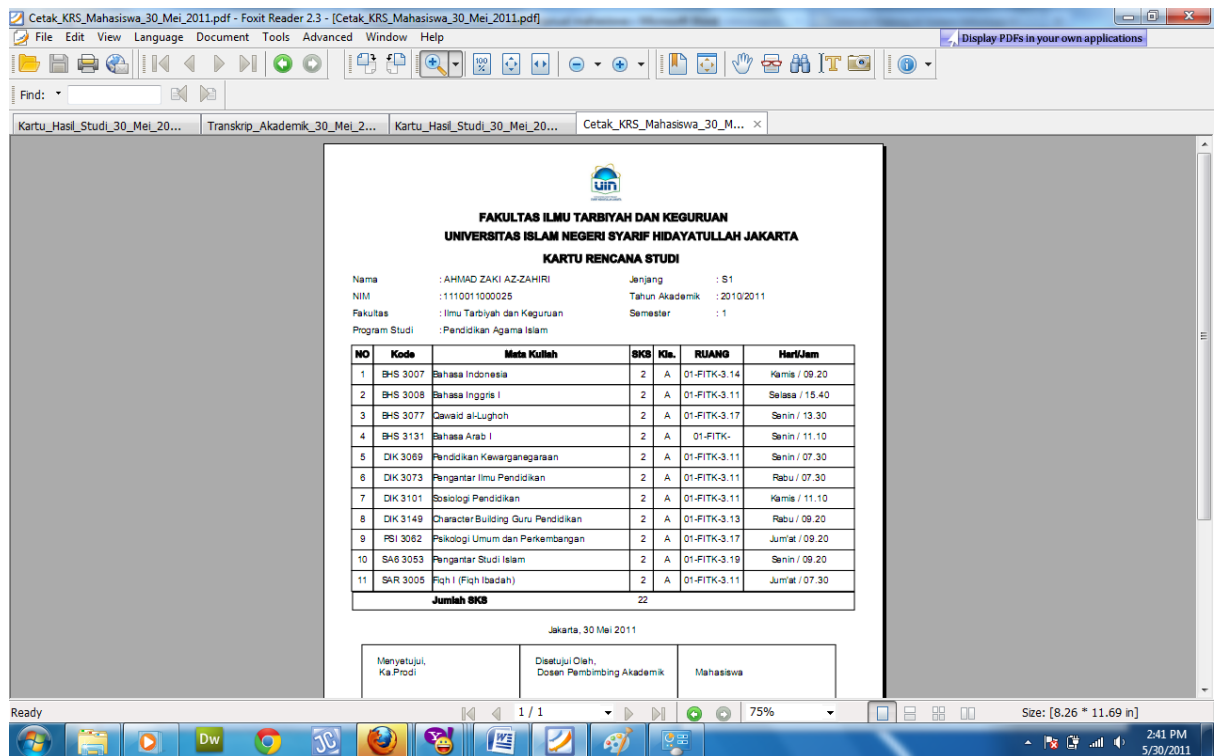 Cetak_KRS_Mahasiswa_30_Mei_2011.pdf - Foxit Reader 2.3 - [Cetak_KRS_Mahasiswa_30_Mei_2011.pdf]
File Edit View Language Document Tools Advanced Window Help
Display PDFs in your own applications
Find:
Kartu_Hasil_Studi_30_Mei_20... Transkrip_Akademik_30_Mei_2... Kartu_Hasil_Studi_30_Mei_20... Cetak_KRS_Mahasiswa_30_M...
uin
FAKULTAS ILMU TARBIYAH DAN KEGURUAN
UNIVERSITAS ISLAM NEGERI SYARIF HIDAYATULLAH JAKARTA
KARTU RENCANA STUDI
Nama : AHMAD ZAKI AZ-ZAHIRI Jenjang : S1
NIM : 1110011000025 Tahun Akademik : 2010/2011
Fakultas : Ilmu Tarbiyah dan Keguruan Semester : 1
Program Studi : Pendidikan Agama Islam
NO Kode Mata Kuliah SKS Kls. RUANG Hari/Jam
1 BHS 3007 Bahasa Indonesia 2 A 01-FITK-3.14 Kamis / 09.20
2 BHS 3008 Bahasa Inggris I 2 A 01-FITK-3.11 Selasa / 15.40
3 BHS 3077 Qawaid al-Lughoh 2 A 01-FITK-3.17 Senin / 13.30
4 BHS 3131 Bahasa Arab I 2 A 01-FITK- Senin / 11.10
5 DIK 3069 Pendidikan Kewarganegaraan 2 A 01-FITK-3.11 Senin / 07.30
6 DIK 3073 Pengantar Ilmu Pendidikan 2 A 01-FITK-3.11 Rabu / 07.30
7 DIK 3101 Sosiologi Pendidikan 2 A 01-FITK-3.11 Kamis / 11.10
8 DIK 3149 Character Building Guru Pendidikan 2 A 01-FITK-3.13 Rabu / 09.20
9 PSI 3062 Psikologi Umum dan Perkembangan 2 A 01-FITK-3.17 Jum'at / 09.20
10 SA6 3053 Pengantar Studi Islam 2 A 01-FITK-3.19 Senin / 09.20
11 SAR 3005 Fiqh I (Fiqh Ibadah) 2 A 01-FITK-3.11 Jum'at / 07.30
Jumlah SKS 22
Jakarta, 30 Mei 2011
Menyetujui, Disetujui Oleh,
Ka.Prodi Dosen Pembimbing Akademik Mahasiswa
Ready 1 / 1 75% Size: [8.26 * 11.69 in]
Dw
2:41 PM
5/30/2011